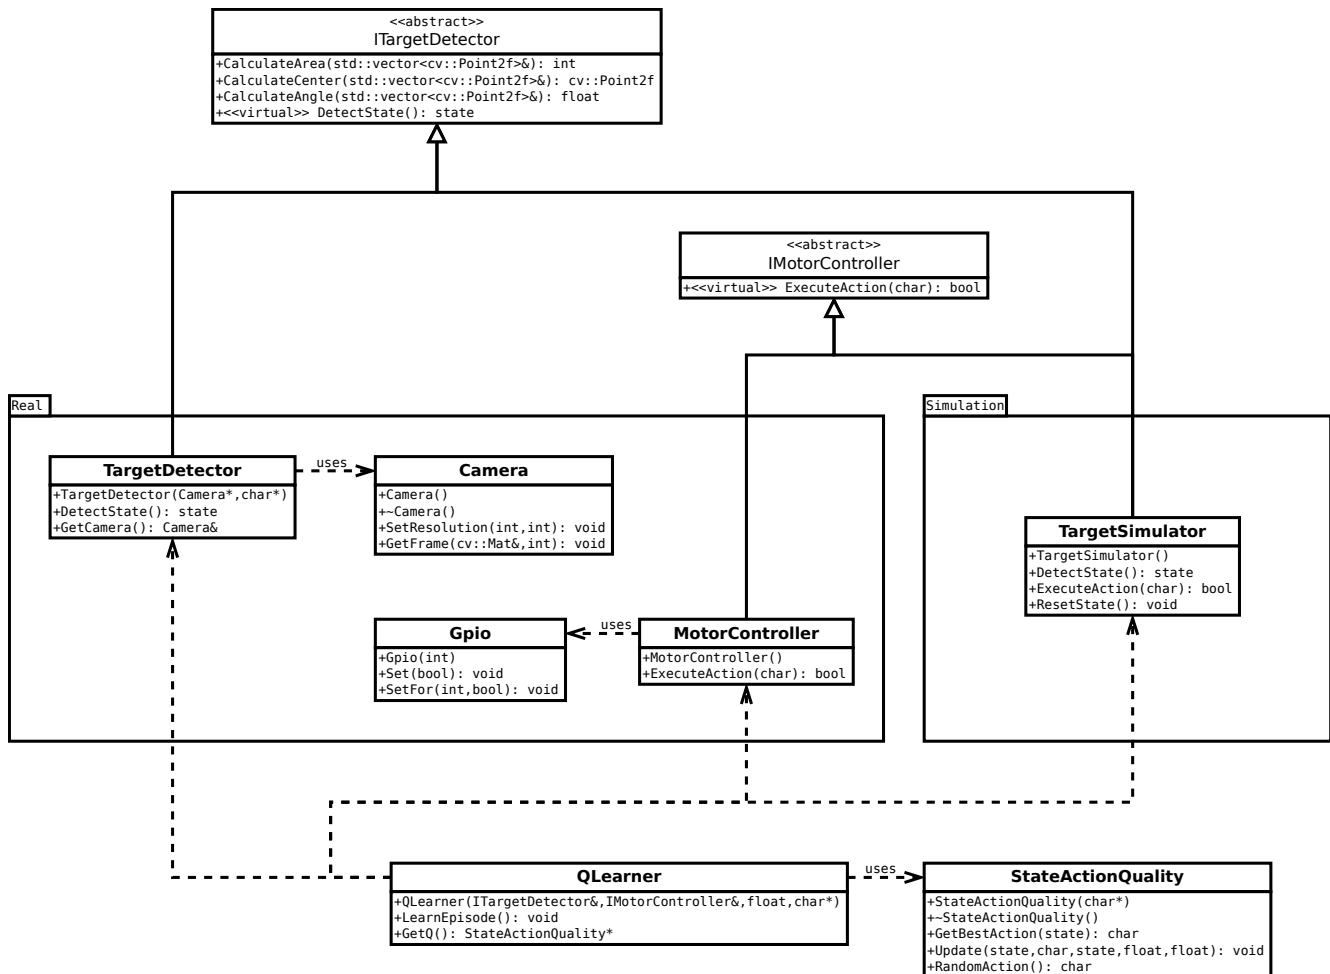 <<abstract>>
ITargetDetector
+CalculateArea(std::vector<cv::Point2f>&): int
+CalculateCenter(std::vector<cv::Point2f>&): cv::Point2f
+CalculateAngle(std::vector<cv::Point2f>&): float
+<<virtual>> DetectState(): state
<<abstract>>
IMotorController
+<<virtual>> ExecuteAction(char): bool
Real
Simulation
TargetDetector
+TargetDetector(Camera*,char*)
+DetectState(): state
+GetCamera(): Camera&
uses
Camera
+Camera()
+~Camera()
+SetResolution(int,int): void
+GetFrame(cv::Mat&,int): void
TargetSimulator
+TargetSimulator()
+DetectState(): state
+ExecuteAction(char): bool
+ResetState(): void
Gpio
+Gpio(int)
+Set(bool): void
+SetFor(int,bool): void
uses
MotorController
+MotorController()
+ExecuteAction(char): bool
QLearner
+QLearner(ITargetDetector&,IMotorController&,float,char*)
+LearnEpisode(): void
+GetQ(): StateActionQuality*
uses
StateActionQuality
+StateActionQuality(char*)
+~StateActionQuality()
+GetBestAction(state): char
+Update(state,char,state,float,float): void
+RandomAction(): char